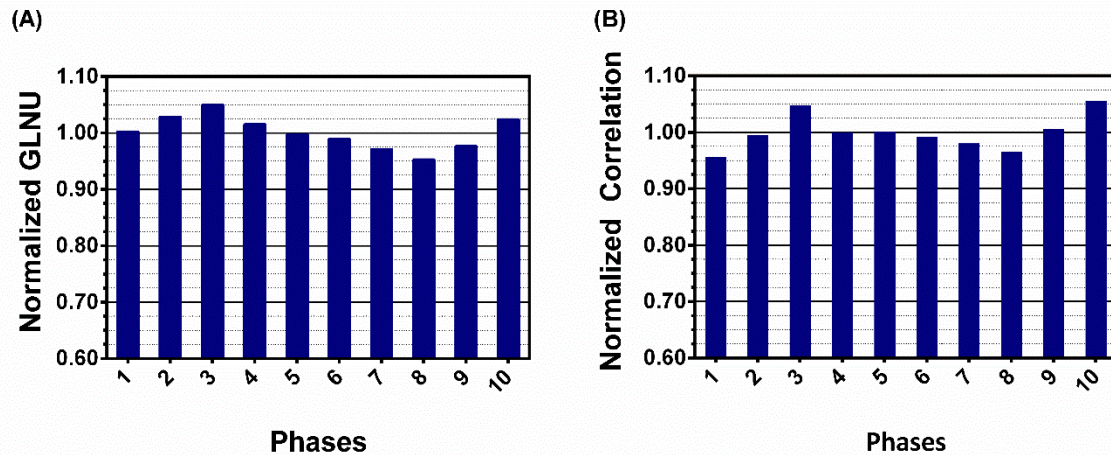 (A)
Normalized GLNU
1.10
1.00
0.90
0.80
0.70
0.60
1 2 3 4 5 6 7 8 9 10
Phases
(B)
Normalized Correlation
1.10
1.00
0.90
0.80
0.70
0.60
1 2 3 4 5 6 7 8 9 10
Phases